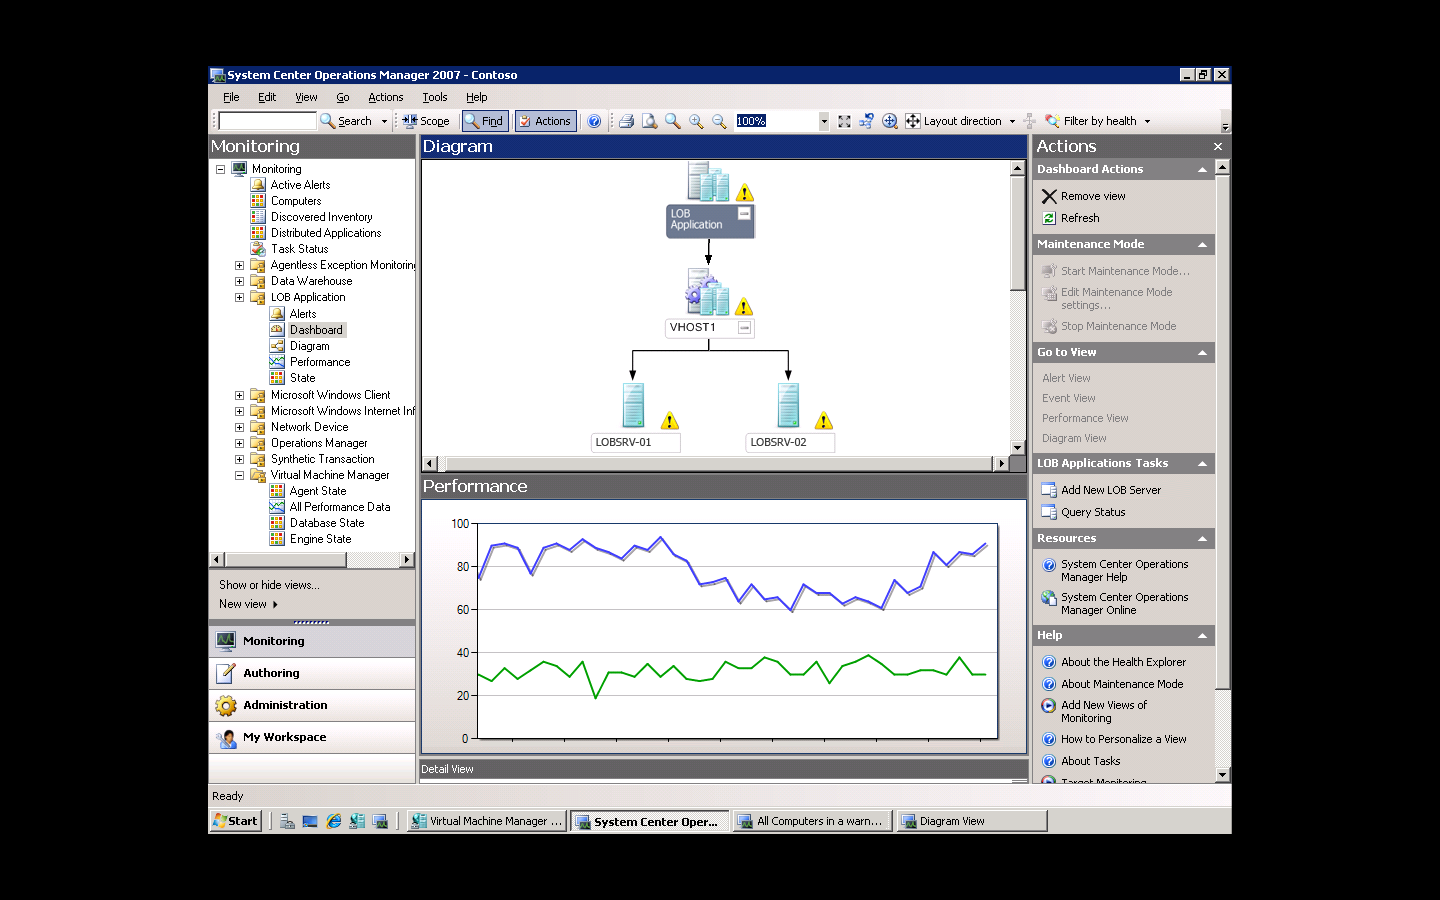 System Center Operations Manager 2007 - Contoso
File Edit View Go Actions Tools Help
Search Scope Find Actions 100% Layout direction Filter by health
Monitoring
Monitoring
Active Alerts
Computers
Discovered Inventory
Distributed Applications
Task Status
Agentless Exception Monitoring
Data Warehouse
LOB Application
Alerts
Dashboard
Diagram
Performance
State
Microsoft Windows Client
Microsoft Windows Internet Inf
Network Device
Operations Manager
Synthetic Transaction
Virtual Machine Manager
Agent State
All Performance Data
Database State
Engine State
Show or hide views...
New view
Monitoring
Authoring
Administration
My Workspace
Diagram
LOB
Application
VHOST1
LOBSRV-01
LOBSRV-02
Performance
100
80
60
40
20
0
Detail View
Actions
Dashboard Actions
Remove view
Refresh
Maintenance Mode
Start Maintenance Mode...
Edit Maintenance Mode
settings...
Stop Maintenance Mode
Go to View
Alert View
Event View
Performance View
Diagram View
LOB Applications Tasks
Add New LOB Server
Query Status
Resources
System Center Operations
Manager Help
System Center Operations
Manager Online
Help
About the Health Explorer
About Maintenance Mode
Add New Views of
Monitoring
How to Personalize a View
About Tasks
Target Monitoring
Ready
Start Virtual Machine Manager ... System Center Oper... All Computers in a warn... Diagram View